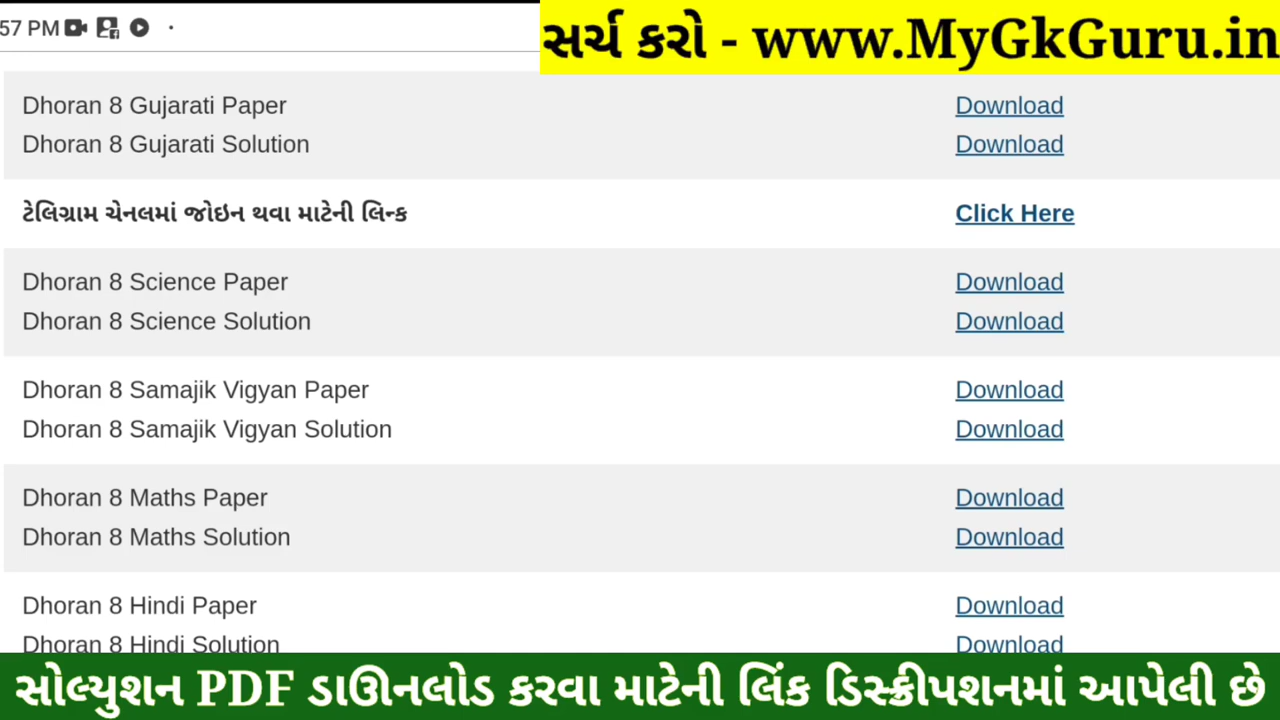 57 PM
સર્ચ કરો - www.MyGkGuru.in
Dhoran 8 Gujarati Paper Download
Dhoran 8 Gujarati Solution Download
ટેલિગ્રામ ચેનલમાં જોઇન થવા માટેની લિન્ક Click Here
Dhoran 8 Science Paper Download
Dhoran 8 Science Solution Download
Dhoran 8 Samajik Vigyan Paper Download
Dhoran 8 Samajik Vigyan Solution Download
Dhoran 8 Maths Paper Download
Dhoran 8 Maths Solution Download
Dhoran 8 Hindi Paper Download
Dhoran 8 Hindi Solution Download
સોલ્યુશન PDF ડાઊનલોડ કરવા માટેની લિંક ડિસ્ક્રીપશનમાં આપેલી છે